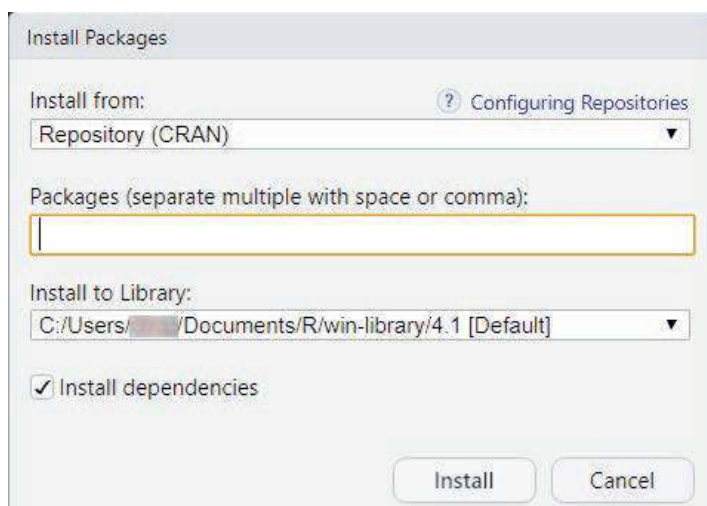 Install Packages
Install from:
? Configuring Repositories
Repository (CRAN)
Packages (separate multiple with space or comma):
Install to Library:
C:/Users/ /Documents/R/win-library/4.1 [Default]
Install dependencies
Install
Cancel